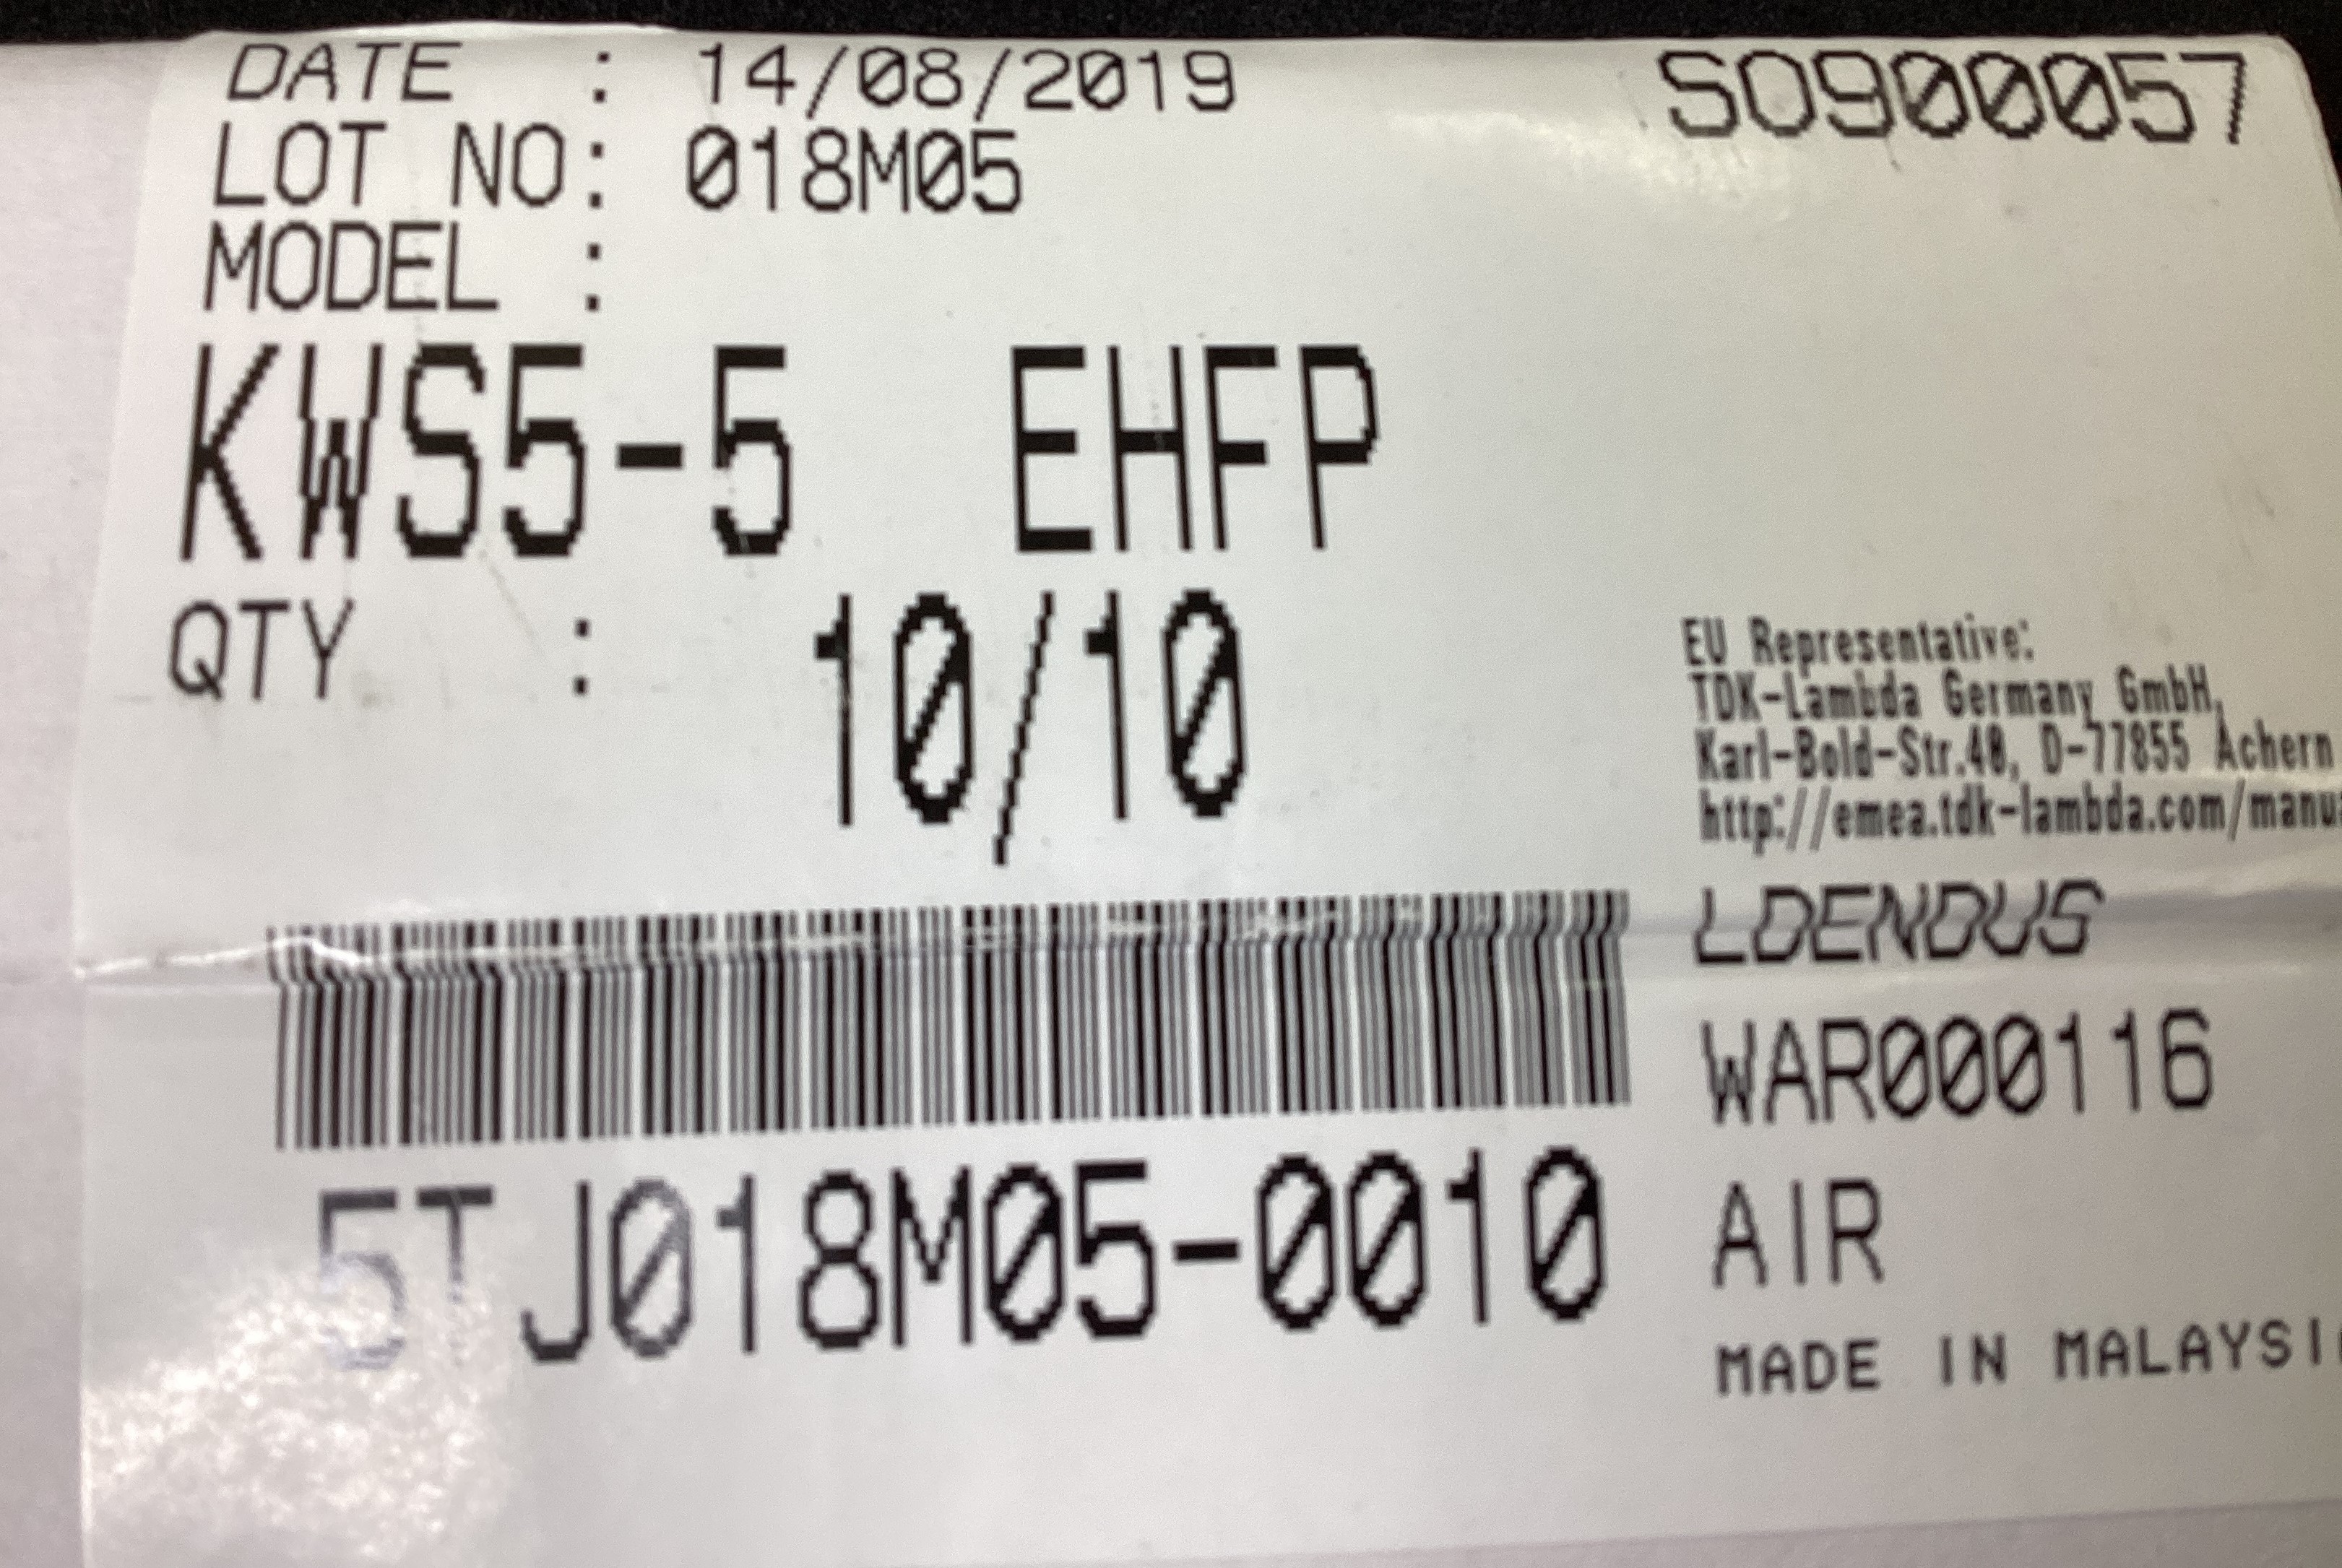 DATE : 14/08/2019
SO900057
LOT NO: 018M05
MODEL :
KWS5-5 EHFP
QTY : 10/10
EU Representative:
TDK-Lambda Germany GmbH,
Karl-Bold-Str.40, D-77855 Achern
http://emea.tdk-lambda.com/manu
LDENDUS
WAR000116
5TJ018M05-0010
AIR
MADE IN MALAYSI